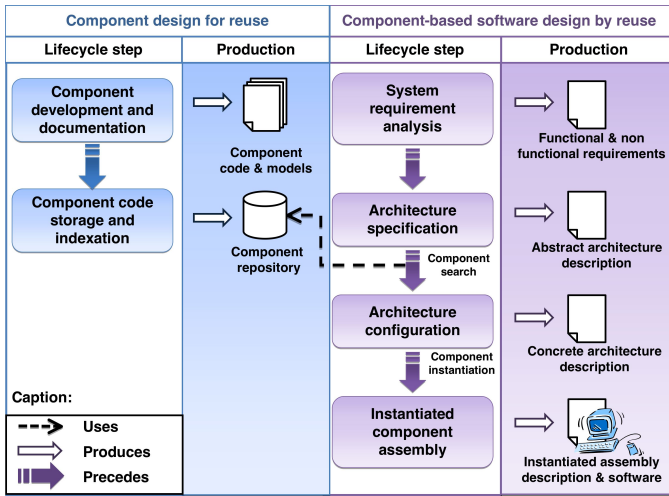 Component design for reuse
Component-based software design by reuse
Lifecycle step
Production
Lifecycle step
Production
Component
development and
documentation
Component
code & models
Component code
storage and
indexation
Component
repository
System
requirement
analysis
Functional & non
functional requirements
Architecture
specification
Abstract architecture
description
Component
search
Architecture
configuration
Concrete architecture
description
Component
instantiation
Instantiated
component
assembly
Instantiated assembly
description & software
Caption:
Uses
Produces
Precedes